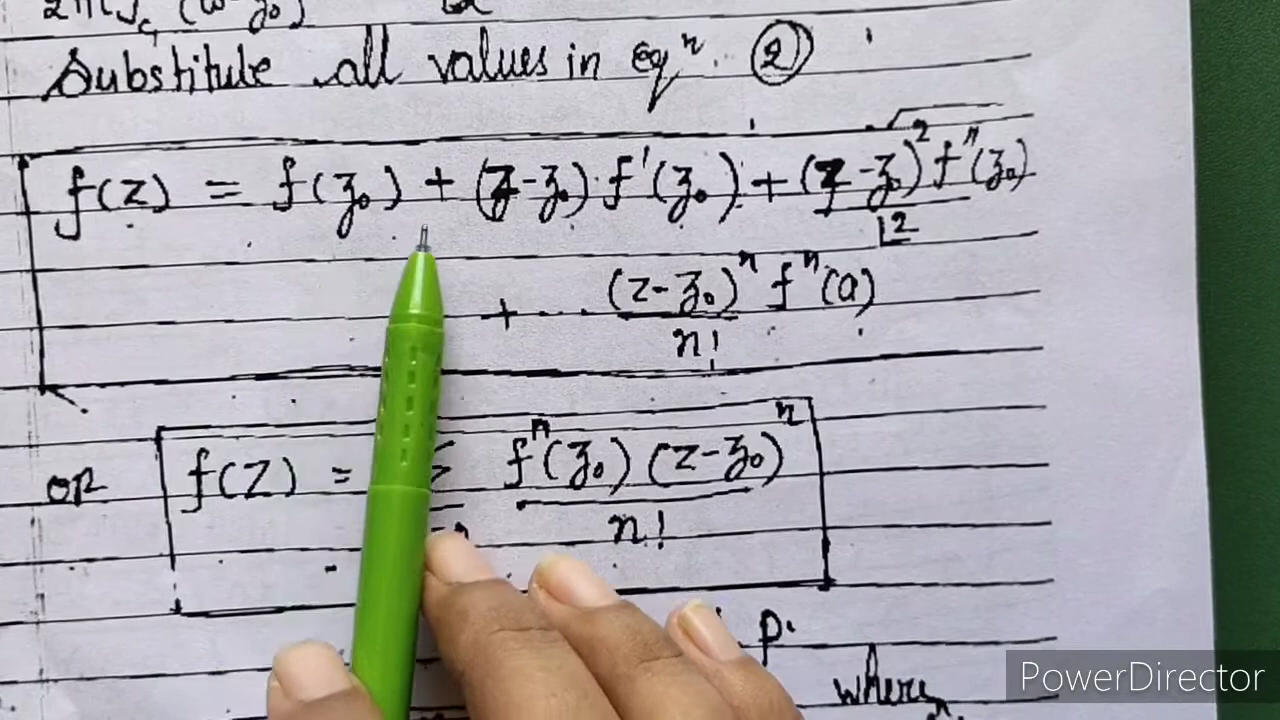 Substitute all values in eqⁿ. ②
f(z) = f(z₀) + (z-z₀). f'(z₀) + (z-z₀)² f''(z₀)
⌊2
+ .... (z-z₀)ⁿ fⁿ(a)
n!
or f(z) = Σ fⁿ(z₀) (z-z₀)ⁿ
n!
p.
where
PowerDirector